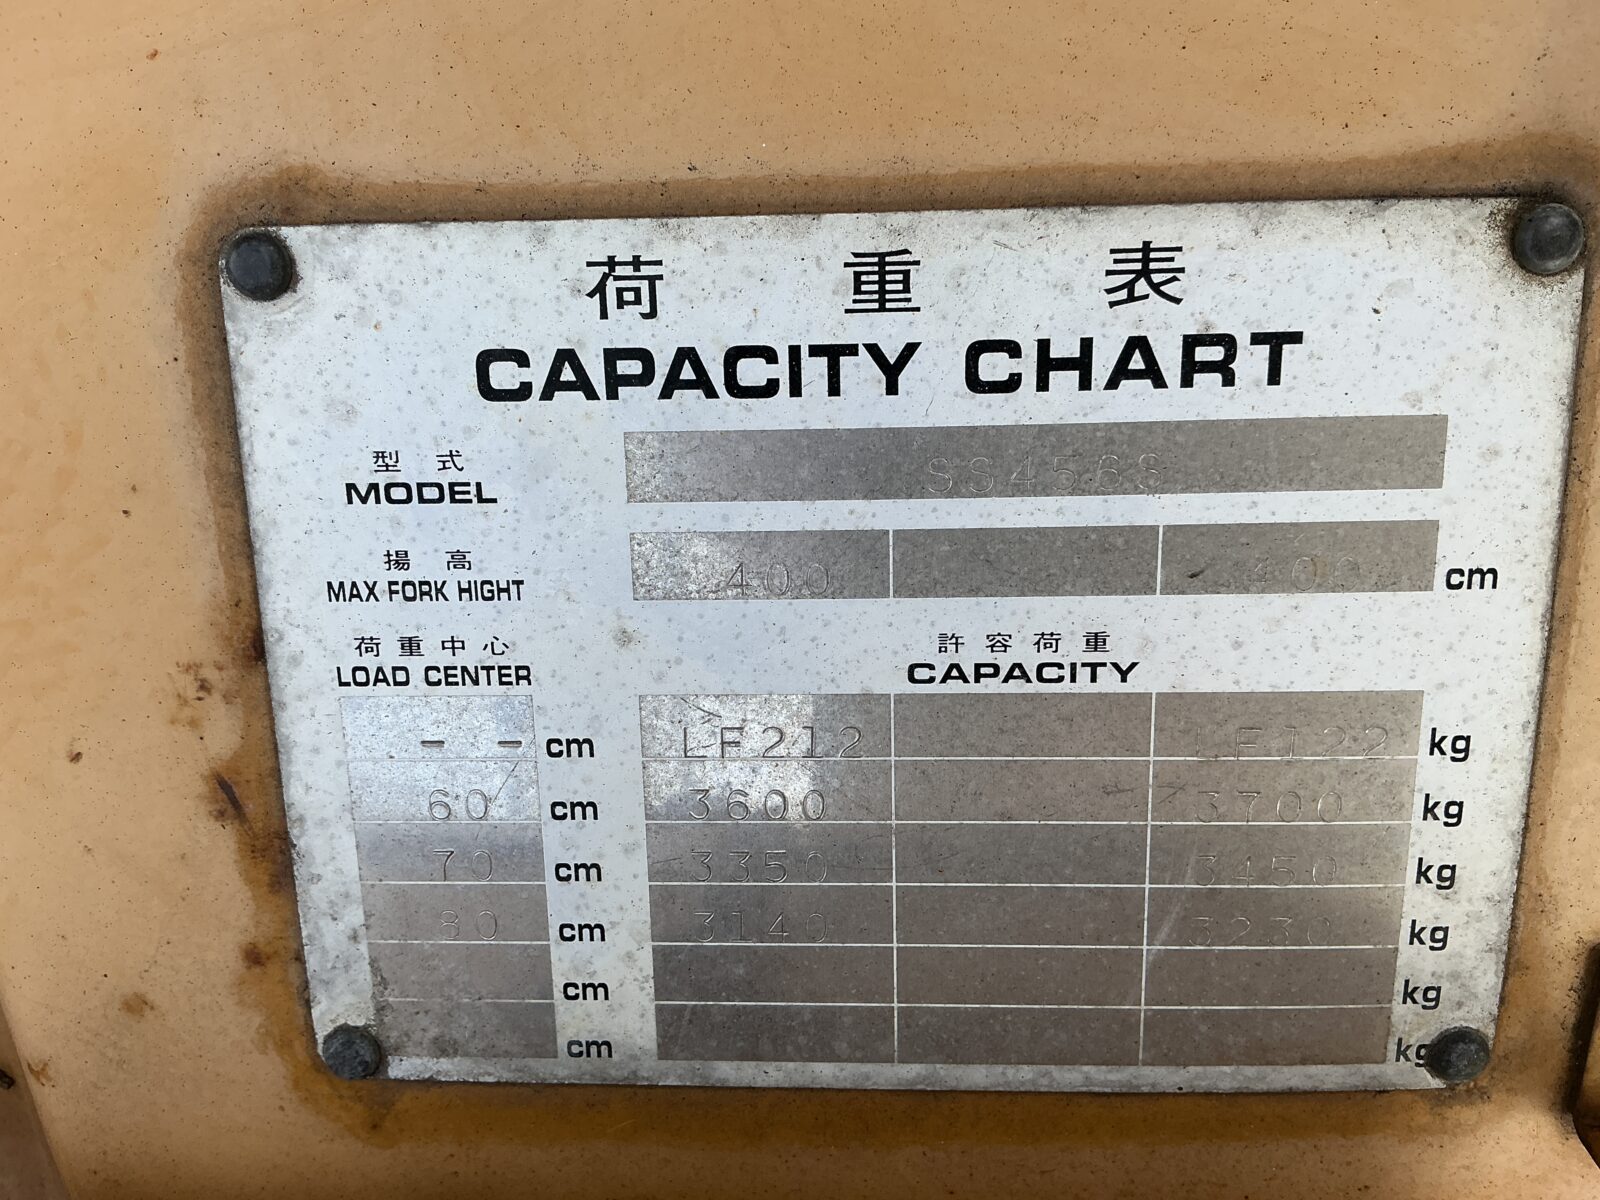 荷重表
CAPACITY CHART
型式
MODEL SS456S
揚高
MAX FORK HIGHT 400 400 cm
荷重中心 許容荷重
LOAD CENTER CAPACITY
- - cm LF212 LF122 kg
60 cm 3600 3700 kg
70 cm 3350 3450 kg
80 cm 3140 3230 kg
cm kg
cm kg